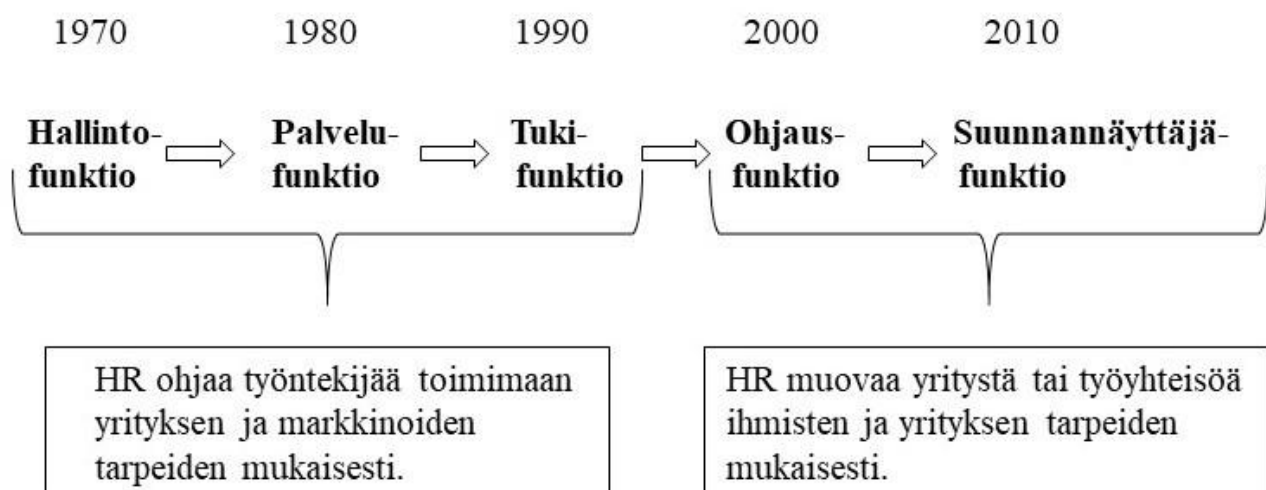 1970 1980 1990 2000 2010
Hallinto- Palvelu- Tuki- Ohjaus- Suunnannäyttäjä-
funktio funktio funktio funktio funktio
HR ohjaa työntekijää toimimaan
yrityksen ja markkinoiden
tarpeiden mukaisesti.
HR muovaa yritystä tai työyhteisöä
ihmisten ja yrityksen tarpeiden
mukaisesti.